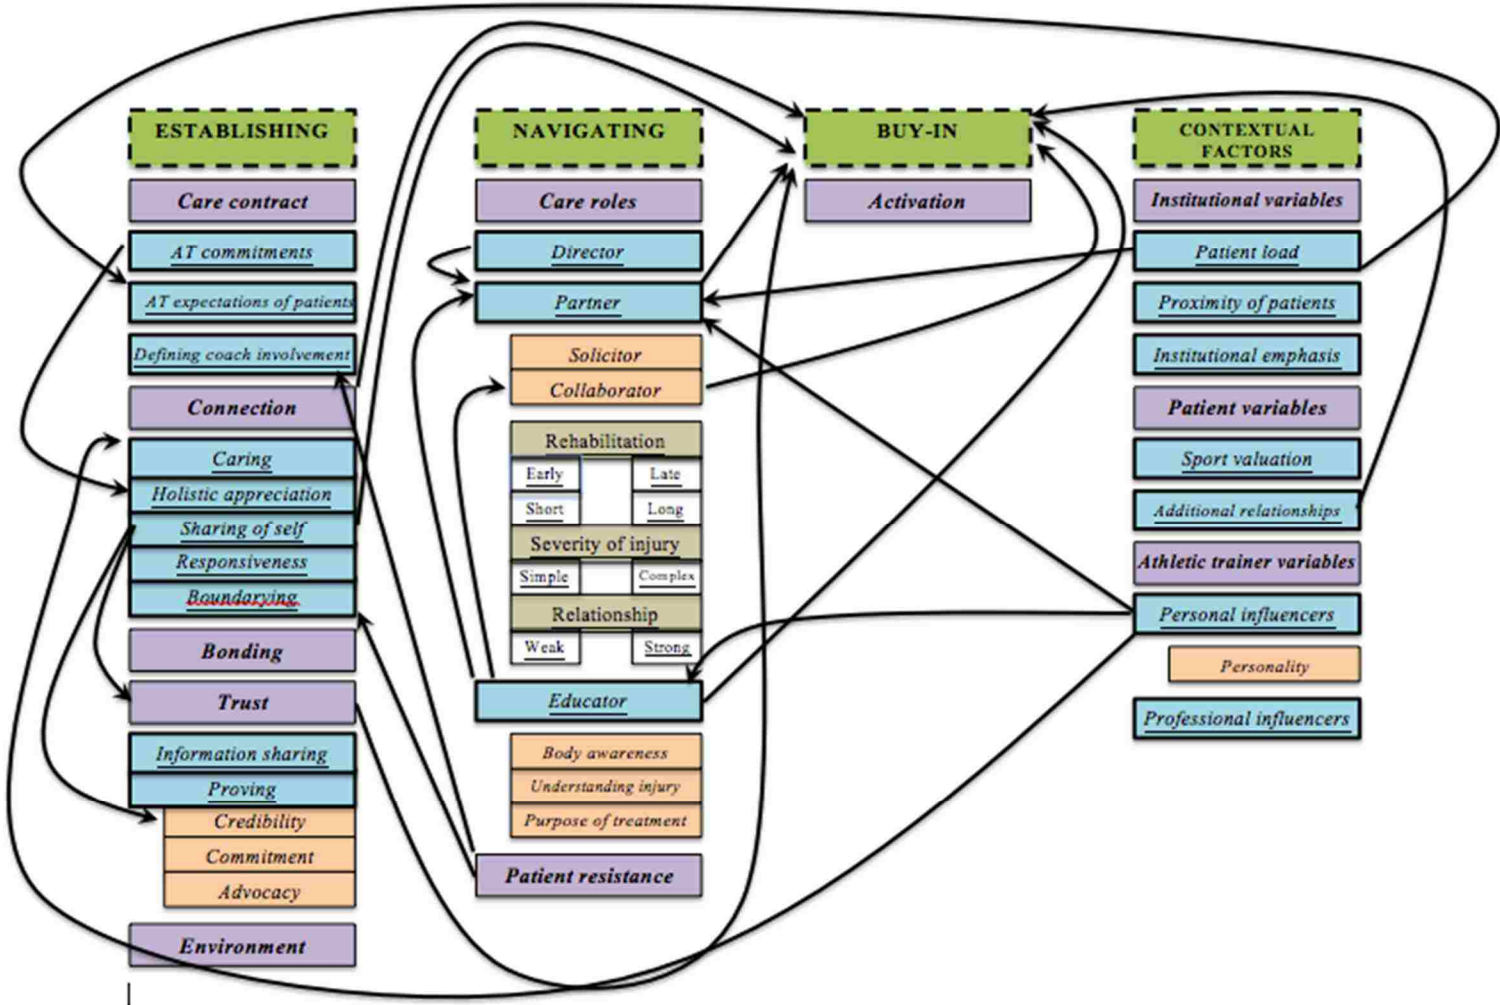 ESTABLISHING
Care contract
AT commitments
AT expectations of patients
Defining coach involvement
Connection
Caring
Holistic appreciation
Sharing of self
Responsiveness
Boundarying
Bonding
Trust
Information sharing
Proving
Credibility
Commitment
Advocacy
Environment
NAVIGATING
Care roles
Director
Partner
Solicitor
Collaborator
Rehabilitation
Early Late
Short Long
Severity of injury
Simple Complex
Relationship
Weak Strong
Educator
Body awareness
Understanding injury
Purpose of treatment
Patient resistance
BUY-IN
Activation
CONTEXTUAL
FACTORS
Institutional variables
Patient load
Proximity of patients
Institutional emphasis
Patient variables
Sport valuation
Additional relationships
Athletic trainer variables
Personal influencers
Personality
Professional influencers